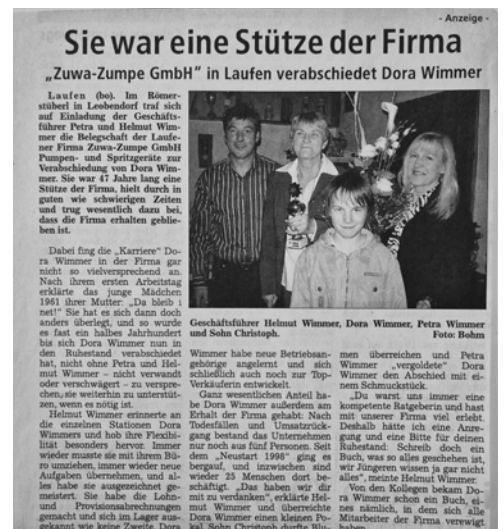 - Anzeige -
Sie war eine Stütze der Firma
„Zuwa-Zumpe GmbH“ in Laufen verabschiedet Dora Wimmer
Laufen (bo). Im Römer-
stüberl in Leobendorf traf sich
auf Einladung der Geschäfts-
führer Petra und Helmut Wim-
mer die Belegschaft der Laufe-
ner Firma Zuwa-Zumpe GmbH
Pumpen- und Spritzgeräte zur
Verabschiedung von Dora Wim-
mer. Sie war 47 Jahre lang eine
Stütze der Firma, hielt durch in
guten wie schwierigen Zeiten
und trug wesentlich dazu bei,
dass die Firma erhalten geblie-
ben ist.
Dabei fing die „Karriere“ Do-
ra Wimmer in der Firma gar
nicht so vielversprechend an.
Nach ihrem ersten Arbeitstag
erklärte das junge Mädchen
1961 ihrer Mutter: „Da bleib i
net!“ Sie hat es sich dann doch
anders überlegt, und so wurde
es fast ein halbes Jahrhundert
bis sich Dora Wimmer nun in
den Ruhestand verabschiedet
hat, nicht ohne Petra und Hel-
mut Wimmer – nicht verwandt
oder verschwägert – zu verspre-
chen, sie weiterhin zu unterstüt-
zen, wenn es nötig ist.
Helmut Wimmer erinnerte an
die einzelnen Stationen Dora
Wimmers und hob ihre Flexibi-
lität besonders hervor. Immer
wieder musste sie mit ihrem Bü-
ro umziehen, immer wieder neue
Aufgaben übernehmen, und al-
les habe sie ausgezeichnet ge-
meistert. Sie habe die Lohn-
und Provisionsabrechnungen
gemacht und sich im Lager aus-
gekannt wie keine Zweite. Dora
Geschäftsführer Helmut Wimmer, Dora Wimmer, Petra Wimmer
und Sohn Christoph.
Foto: Bohm
Wimmer habe neue Betriebsan-
gehörige angelernt und sich
schließlich auch noch zur Top-
Verkäuferin entwickelt.
Ganz wesentlichen Anteil ha-
be Dora Wimmer außerdem am
Erhalt der Firma gehabt: Nach
Todesfällen und Umsatzrück-
gang bestand das Unternehmen
nur noch aus fünf Personen. Seit
dem „Neustart 1998“ ging es
bergauf, und inzwischen sind
wieder 25 Menschen dort be-
schäftigt. „Das haben wir dir
mit zu verdanken“, erklärte Hel-
mut Wimmer und überreichte
Dora Wimmer einen kleinen Po-
kal. Sohn Christoph durfte
men überreichen und Petra
Wimmer „vergoldete“ Dora
Wimmer den Abschied mit ei-
nem Schmuckstück.
„Du warst uns immer eine
kompetente Ratgeberin und hast
mit unserer Firma viel erlebt.
Deshalb hätte ich eine Anre-
gung und eine Bitte für deinen
Ruhestand: Schreib doch ein
Buch, was so alles geschehen ist,
wir Jüngeren wissen ja gar nicht
alles“, meinte Helmut Wimmer.
Von den Kollegen bekam Do-
ra Wimmer schon ein Buch, ei-
nes nämlich, in dem sich alle
Mitarbeiter der Firma verewigt
haben.